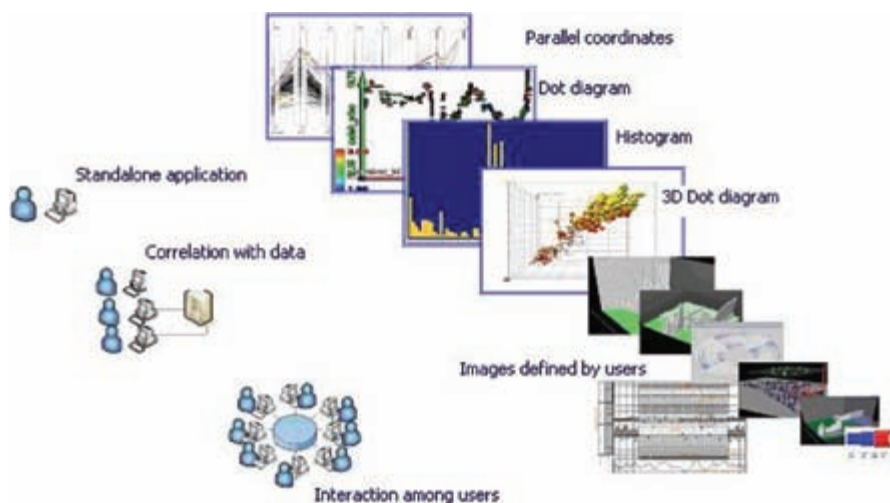 Parallel coordinates
Dot diagram
Histogram
Standalone application
3D Dot diagram
Correlation with data
Images defined by users
Interaction among users